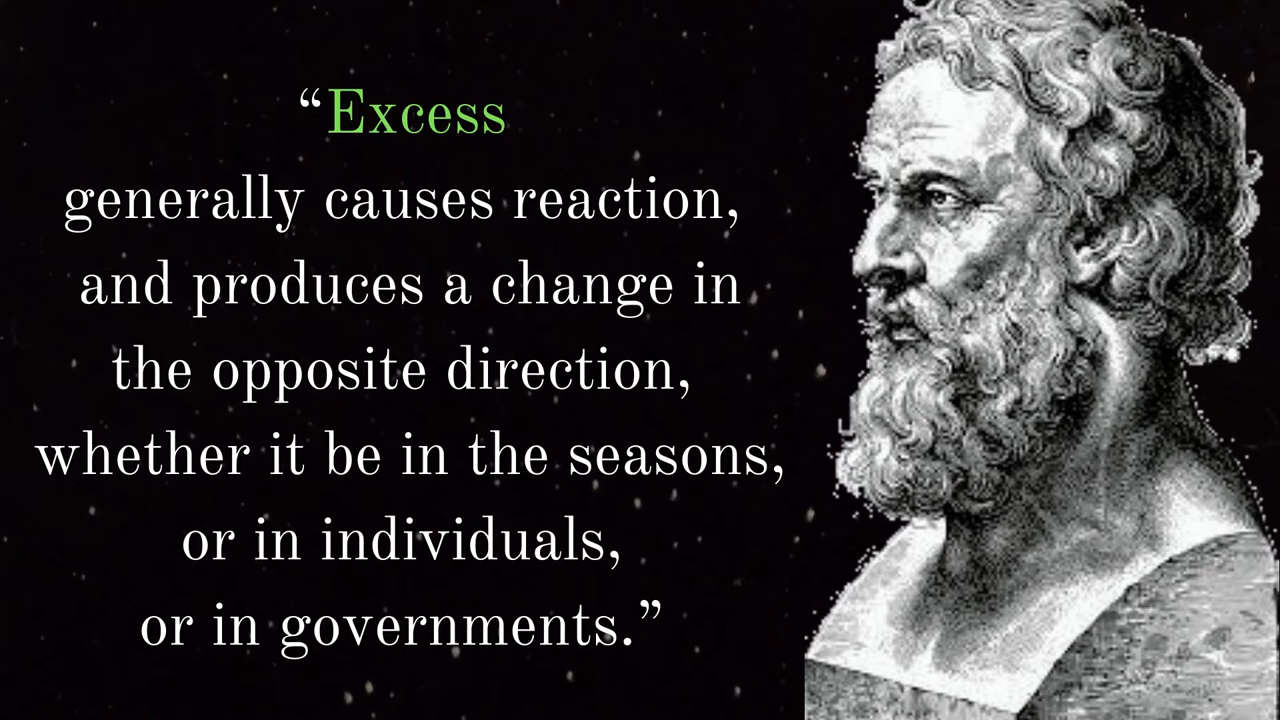 “Excess
generally causes reaction,
and produces a change in
the opposite direction,
whether it be in the seasons,
or in individuals,
or in governments.”